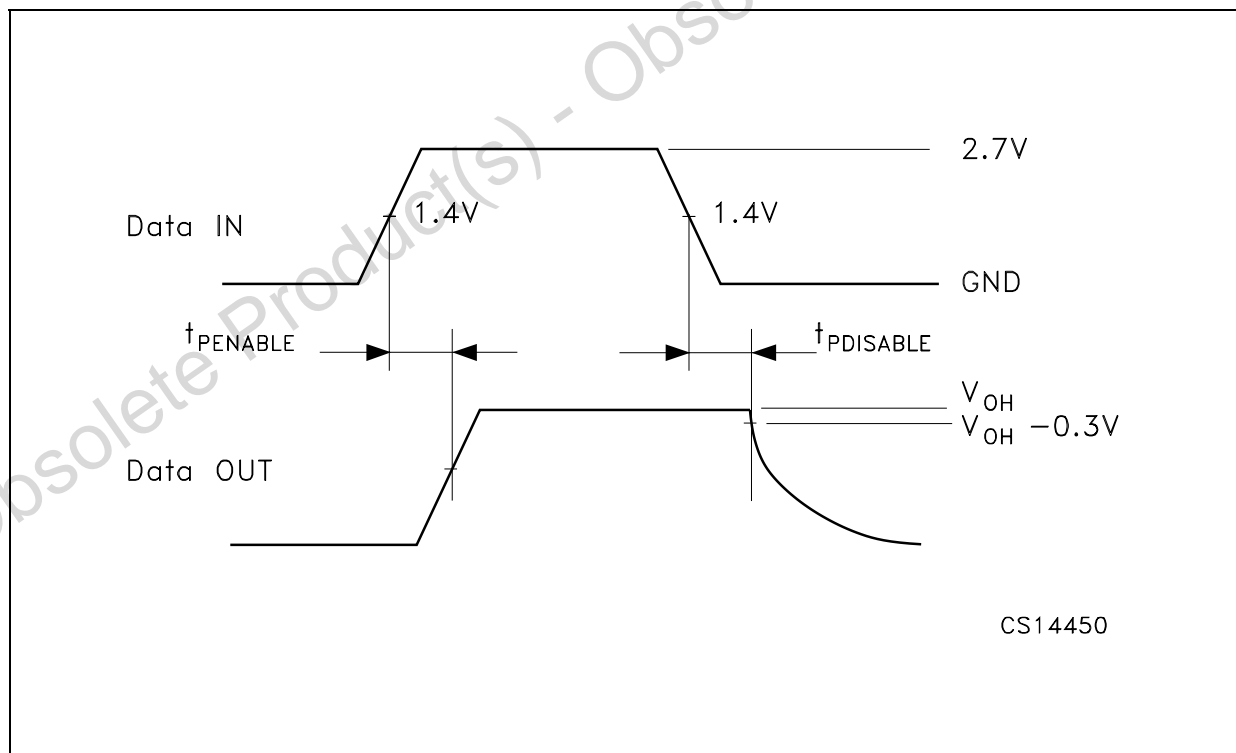 Obsolete Product(s) - Obso
2.7V
1.4V
1.4V
Data IN
GND
tPENABLE
tPDISABLE
VOH
VOH -0.3V
Data OUT
CS14450